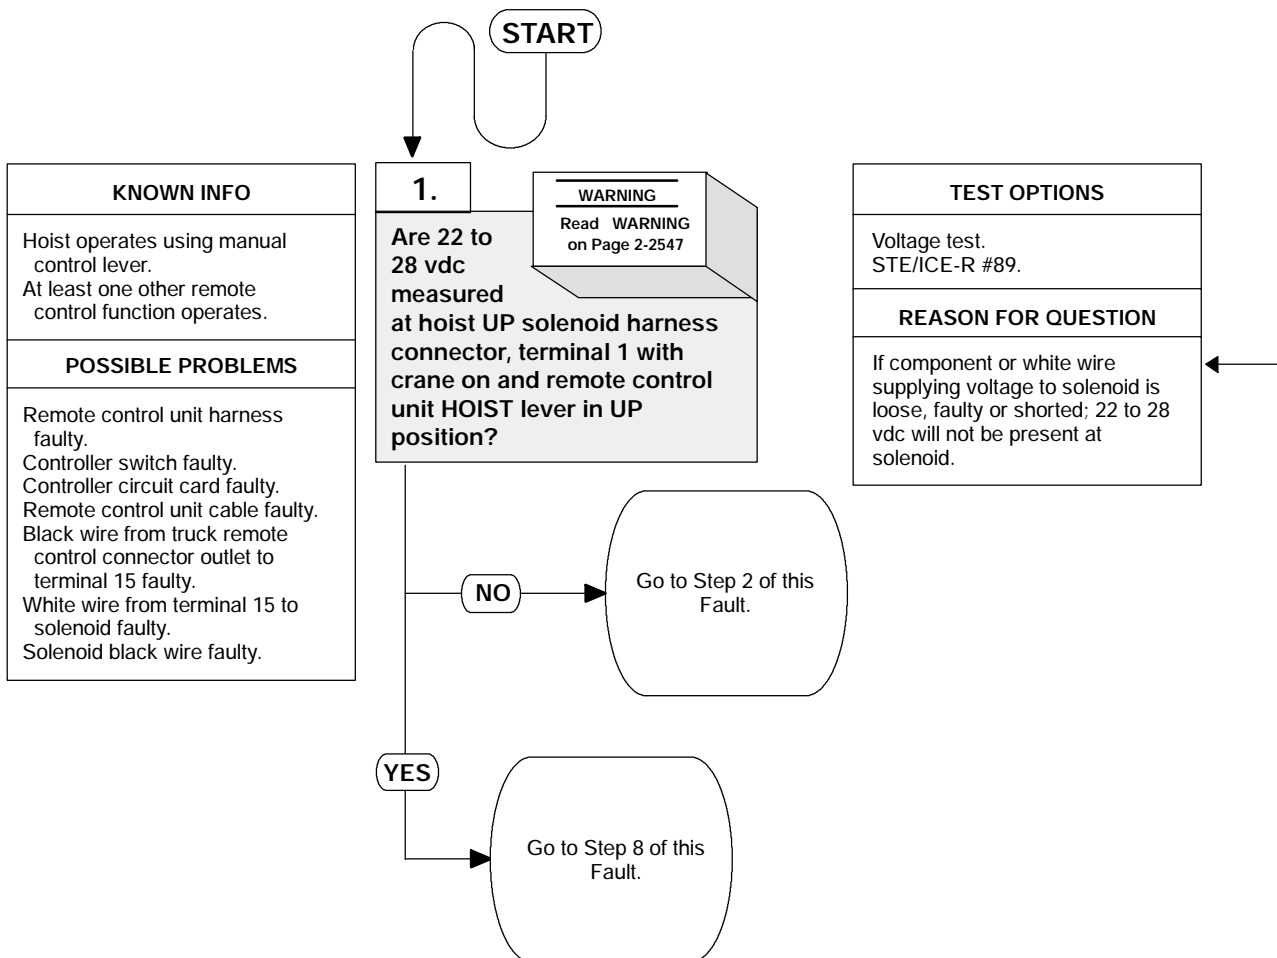 START
KNOWN INFO
Hoist operates using manual
control lever.
At least one other remote
control function operates.
POSSIBLE PROBLEMS
Remote control unit harness
faulty.
Controller switch faulty.
Controller circuit card faulty.
Remote control unit cable faulty.
Black wire from truck remote
control connector outlet to
terminal 15 faulty.
White wire from terminal 15 to
solenoid faulty.
Solenoid black wire faulty.
1.
WARNING
Read WARNING
on Page 2-2547
Are 22 to
28 vdc
measured
at hoist UP solenoid harness
connector, terminal 1 with
crane on and remote control
unit HOIST lever in UP
position?
TEST OPTIONS
Voltage test.
STE/ICE-R #89.
REASON FOR QUESTION
If component or white wire
supplying voltage to solenoid is
loose, faulty or shorted; 22 to 28
vdc will not be present at
solenoid.
NO
Go to Step 2 of this
Fault.
YES
Go to Step 8 of this
Fault.